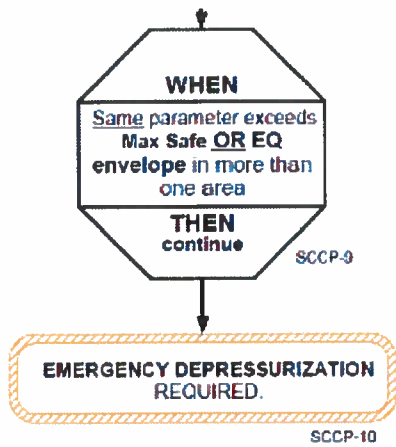 WHEN
Same parameter exceeds
Max Safe OR EQ
envelope in more than
one area
THEN
continue
SCCP-9
EMERGENCY DEPRESSURIZATION
REQUIRED.
SCCP-10